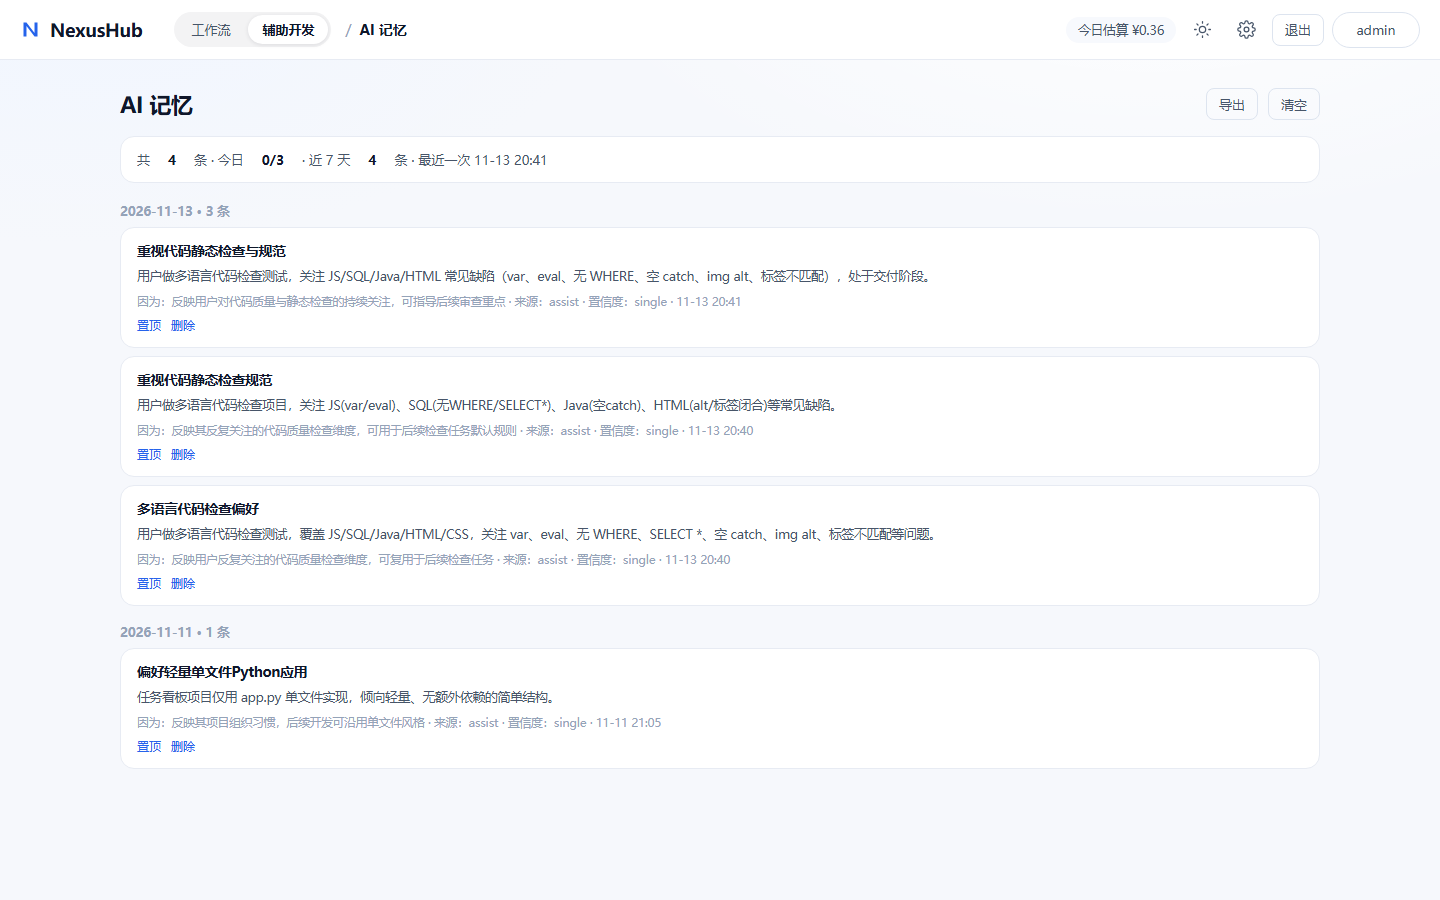 NexusHub 工作流 辅助开发 / AI 记忆 今日估算 ¥0.36 退出 admin
AI 记忆 导出 清空
共 4 条 · 今日 0/3 · 近 7 天 4 条 · 最近一次 11-13 20:41
2026-11-13 • 3 条
重视代码静态检查与规范
用户做多语言代码检查测试，关注 JS/SQL/Java/HTML 常见缺陷（var、eval、无 WHERE、空 catch、img alt、标签不匹配），处于交付阶段。
因为：反映用户对代码质量与静态检查的持续关注，可指导后续审查重点 · 来源：assist · 置信度：single · 11-13 20:41
置顶 删除
重视代码静态检查规范
用户做多语言代码检查项目，关注 JS(var/eval)、SQL(无WHERE/SELECT*)、Java(空catch)、HTML(alt/标签闭合)等常见缺陷。
因为：反映其反复关注的代码质量检查维度，可用于后续检查任务默认规则 · 来源：assist · 置信度：single · 11-13 20:40
置顶 删除
多语言代码检查偏好
用户做多语言代码检查测试，覆盖 JS/SQL/Java/HTML/CSS，关注 var、eval、无 WHERE、SELECT *、空 catch、img alt、标签不匹配等问题。
因为：反映用户反复关注的代码质量检查维度，可复用于后续检查任务 · 来源：assist · 置信度：single · 11-13 20:40
置顶 删除
2026-11-11 • 1 条
偏好轻量单文件Python应用
任务看板项目仅用 app.py 单文件实现，倾向轻量、无额外依赖的简单结构。
因为：反映其项目组织习惯，后续开发可沿用单文件风格 · 来源：assist · 置信度：single · 11-11 21:05
置顶 删除